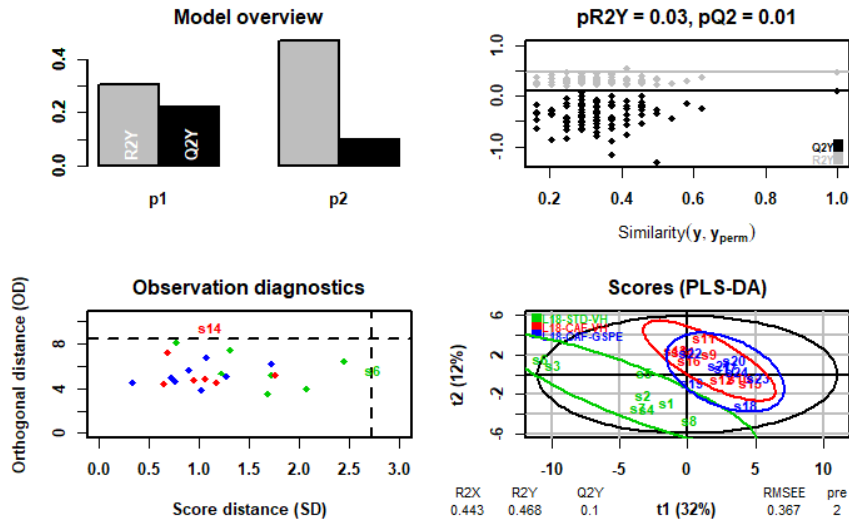 Model overview
0.0 0.2 0.4
R2Y Q2Y
p1 p2
pR2Y = 0.03, pQ2 = 0.01
1.0
0.0
-1.0
Q2Y
R2Y
0.2 0.4 0.6 0.8 1.0
Similarity(y, yperm)
Observation diagnostics
Orthogonal distance (OD)
0 2 4 6 8
s14
s6
0.0 0.5 1.0 1.5 2.0 2.5 3.0
Score distance (SD)
Scores (PLS-DA)
t2 (12%)
6
2
-2
-6
L18-STD-VH
L18-CAF-VH
L18-CAF-GSPE
s11
s22 s9
s20
s16
s3
s24
s19
s23
s2
s1
s18
s8
-10 -5 0 5 10
R2X R2Y Q2Y t1 (32%) RMSEE pre
0.443 0.468 0.1 0.367 2